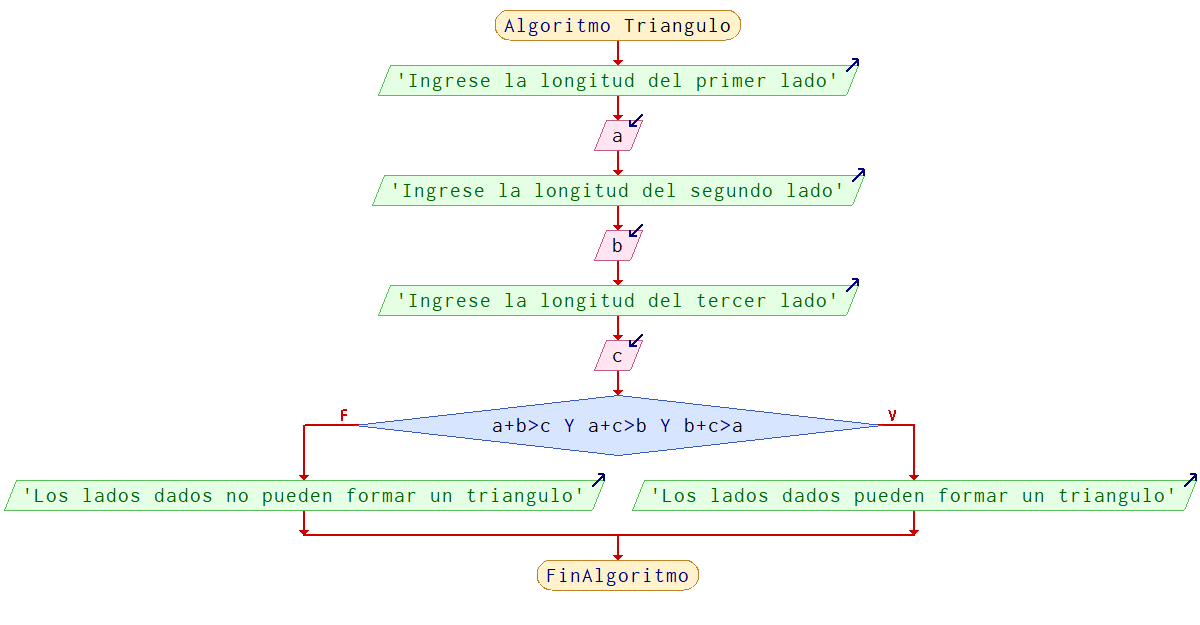 Algoritmo Triangulo
'Ingrese la longitud del primer lado'
a
'Ingrese la longitud del segundo lado'
b
'Ingrese la longitud del tercer lado'
c
F
V
a+b>c Y a+c>b Y b+c>a
'Los lados dados no pueden formar un triangulo'
'Los lados dados pueden formar un triangulo'
FinAlgoritmo